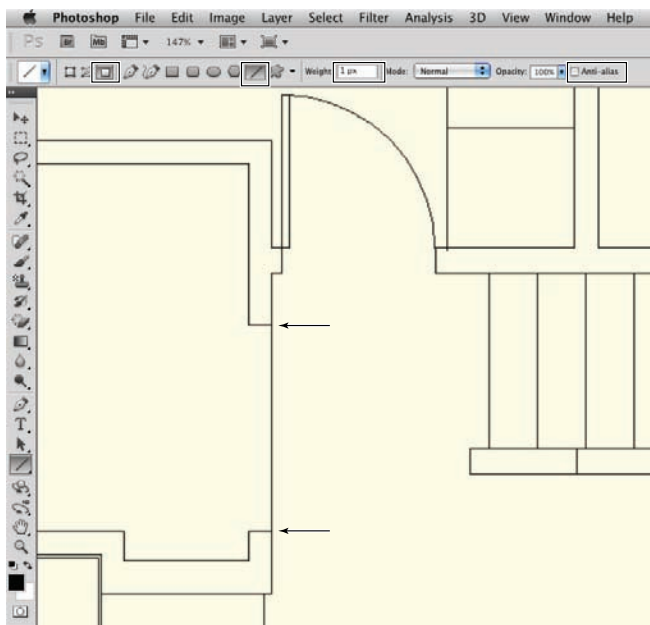 Photoshop File Edit Image Layer Select Filter Analysis 3D View Window Help
Ps Br Mb 147%
Weight: 1 px Mode: Normal Opacity: 100% Anti-alias
T